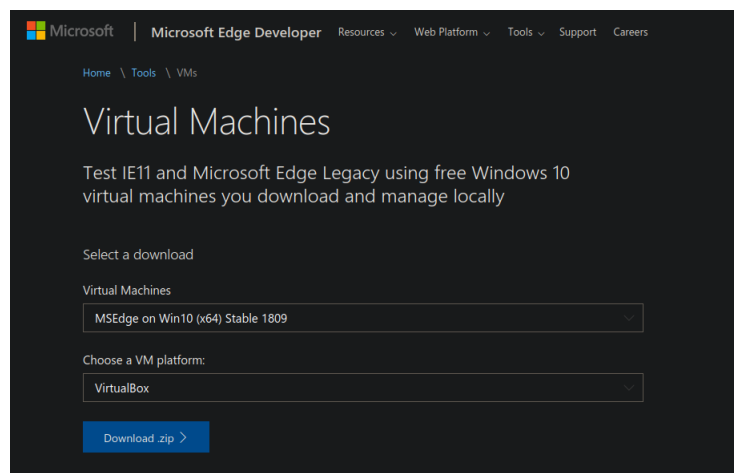 Microsoft | Microsoft Edge Developer Resources Web Platform Tools Support Careers
Home \ Tools \ VMs
Virtual Machines
Test IE11 and Microsoft Edge Legacy using free Windows 10
virtual machines you download and manage locally
Select a download
Virtual Machines
MSEdge on Win10 (x64) Stable 1809
Choose a VM platform:
VirtualBox
Download .zip